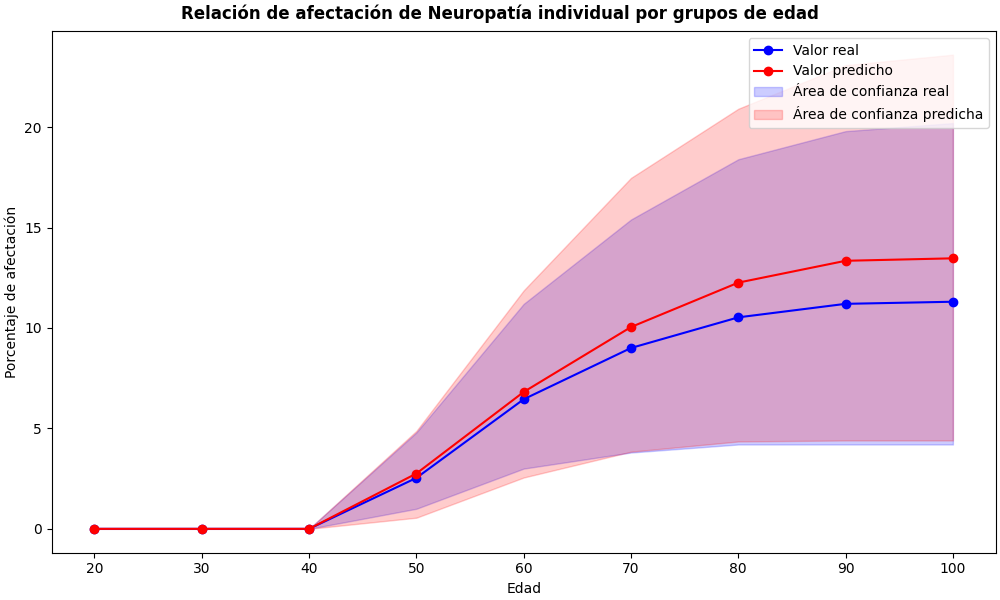 Relación de afectación de Neuropatía individual por grupos de edad
Valor real
Valor predicho
Área de confianza real
Área de confianza predicha
Porcentaje de afectación
20
15
10
5
0
20 30 40 50 60 70 80 90 100
Edad